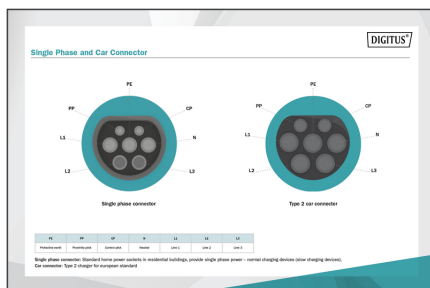 DIGITUS®
Single Phase and Car Connector
PE
PP
CP
L1
N
L2
L3
Single phase connector
PE
PP
CP
L1
N
L2
L3
Type 2 car connector
PE PP CP N L1 L2 L3
Protective earth Proximity pilot Control pilot Neutral Line 1 Line 2 Line 3
Single phase connector: Standard home power sockets in residential buildings, provide single phase power – normal charging devices (slow charging devices).
Car connector: Type 2 charger for european standard